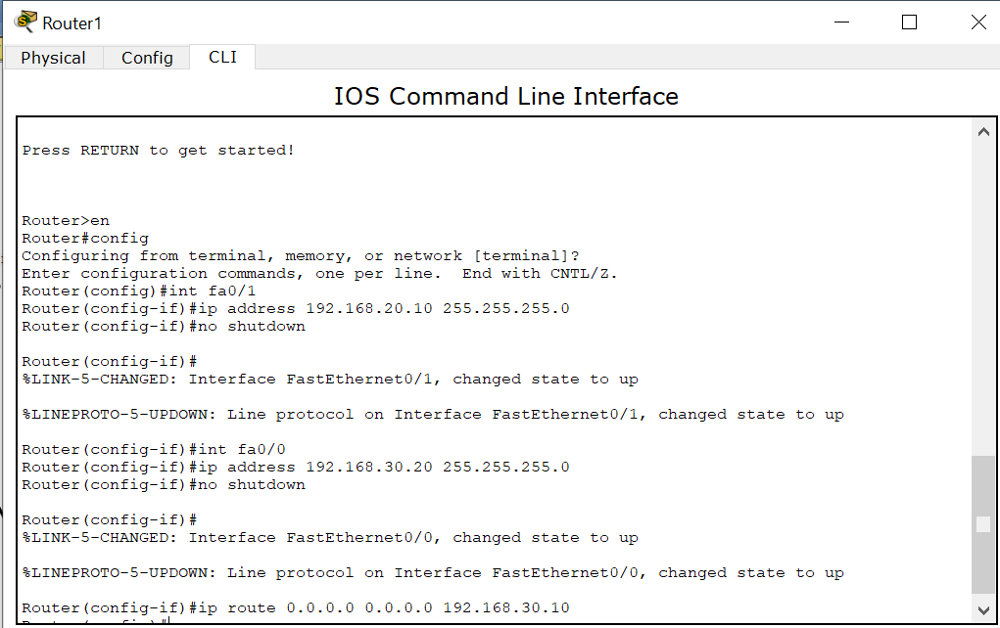 Router1
Physical Config CLI
IOS Command Line Interface
Press RETURN to get started!
Router>en
Router#config
Configuring from terminal, memory, or network [terminal]?
Enter configuration commands, one per line.  End with CNTL/Z.
Router(config)#int fa0/1
Router(config-if)#ip address 192.168.20.10 255.255.255.0
Router(config-if)#no shutdown
Router(config-if)#
%LINK-5-CHANGED: Interface FastEthernet0/1, changed state to up
%LINEPROTO-5-UPDOWN: Line protocol on Interface FastEthernet0/1, changed state to up
Router(config-if)#int fa0/0
Router(config-if)#ip address 192.168.30.20 255.255.255.0
Router(config-if)#no shutdown
Router(config-if)#
%LINK-5-CHANGED: Interface FastEthernet0/0, changed state to up
%LINEPROTO-5-UPDOWN: Line protocol on Interface FastEthernet0/0, changed state to up
Router(config-if)#ip route 0.0.0.0 0.0.0.0 192.168.30.10